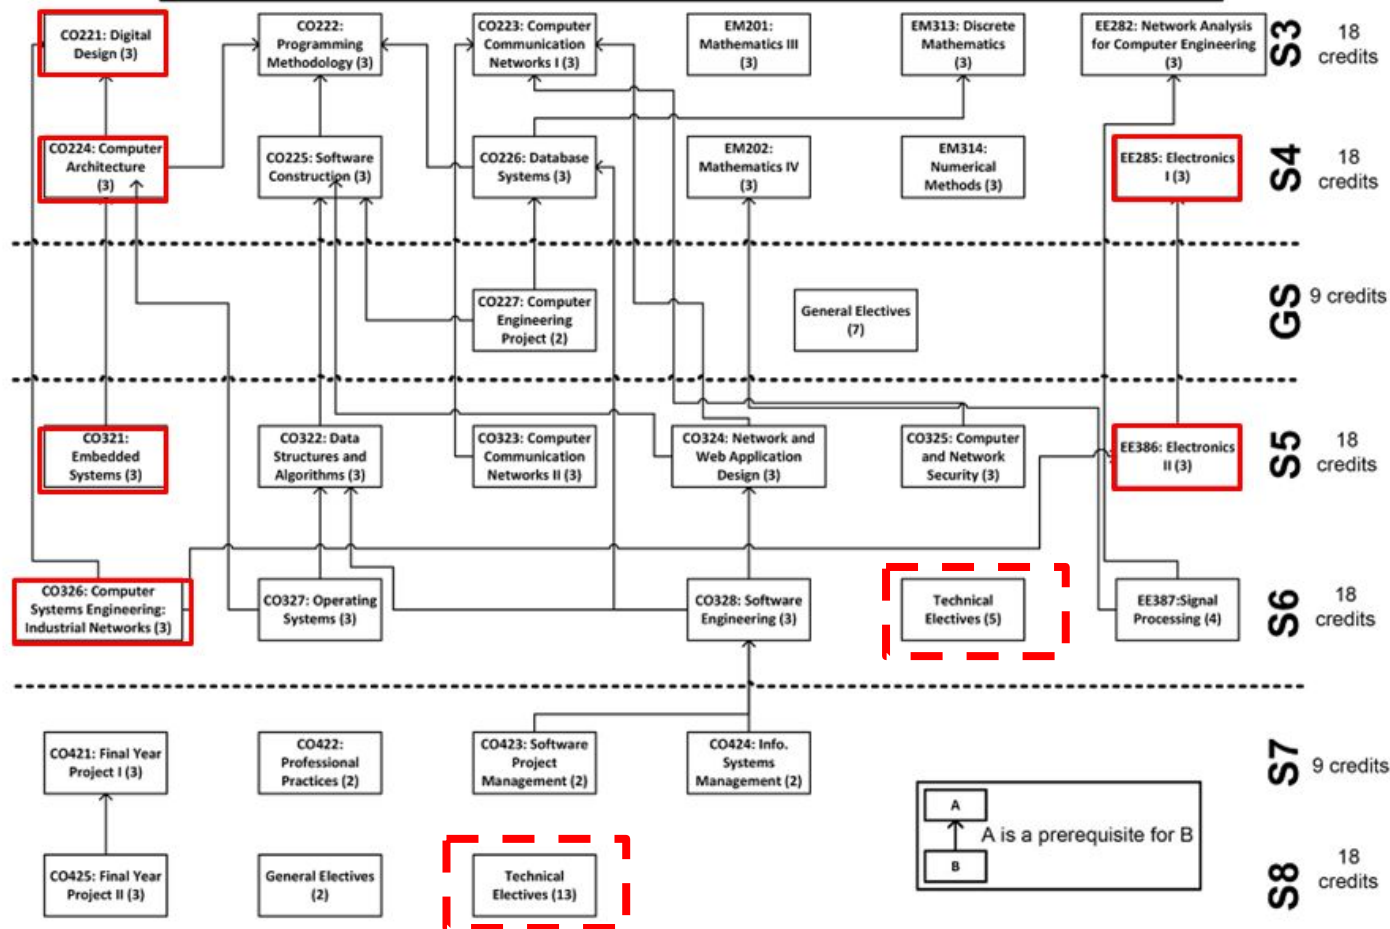 CO221: Digital
Design (3)
CO222:
Programming
Methodology (3)
CO223: Computer
Communication
Networks I (3)
EM201:
Mathematics III
(3)
EM313: Discrete
Mathematics
(3)
EE282: Network Analysis
for Computer Engineering
(3)
S3
18
credits
CO224: Computer
Architecture
(3)
CO225: Software
Construction (3)
CO226: Database
Systems (3)
EM202:
Mathematics IV
(3)
EM314:
Numerical
Methods (3)
EE285: Electronics
I (3)
S4
18
credits
CO227: Computer
Engineering
Project (2)
General Electives
(7)
GS
9 credits
CO321:
Embedded
Systems (3)
CO322: Data
Structures and
Algorithms (3)
CO323: Computer
Communication
Networks II (3)
CO324: Network and
Web Application
Design (3)
CO325: Computer
and Network
Security (3)
EE386: Electronics
II (3)
S5
18
credits
CO326: Computer
Systems Engineering:
Industrial Networks (3)
CO327: Operating
Systems (3)
CO328: Software
Engineering (3)
Technical
Electives (5)
EE387:Signal
Processing (4)
S6
18
credits
CO421: Final Year
Project I (3)
CO422:
Professional
Practices (2)
CO423: Software
Project
Management (2)
CO424: Info.
Systems
Management (2)
S7
9 credits
A
A is a prerequisite for B
B
CO425: Final Year
Project II (3)
General Electives
(2)
Technical
Electives (13)
S8
18
credits